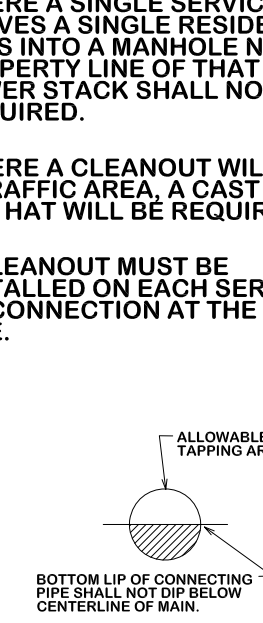 ERE A SINGLE SERVIC
VES A SINGLE RESIDE
S INTO A MANHOLE N
PERTY LINE OF THAT
VER STACK SHALL NO
UIRED.
ERE A CLEANOUT WIL
RAFFIC AREA, A CAST
HAT WILL BE REQUIR
LEANOUT MUST BE
TALLED ON EACH SER
CONNECTION AT THE
E.
ALLOWABLE
TAPPING AR
BOTTOM LIP OF CONNECTING
PIPE SHALL NOT DIP BELOW
CENTERLINE OF MAIN.